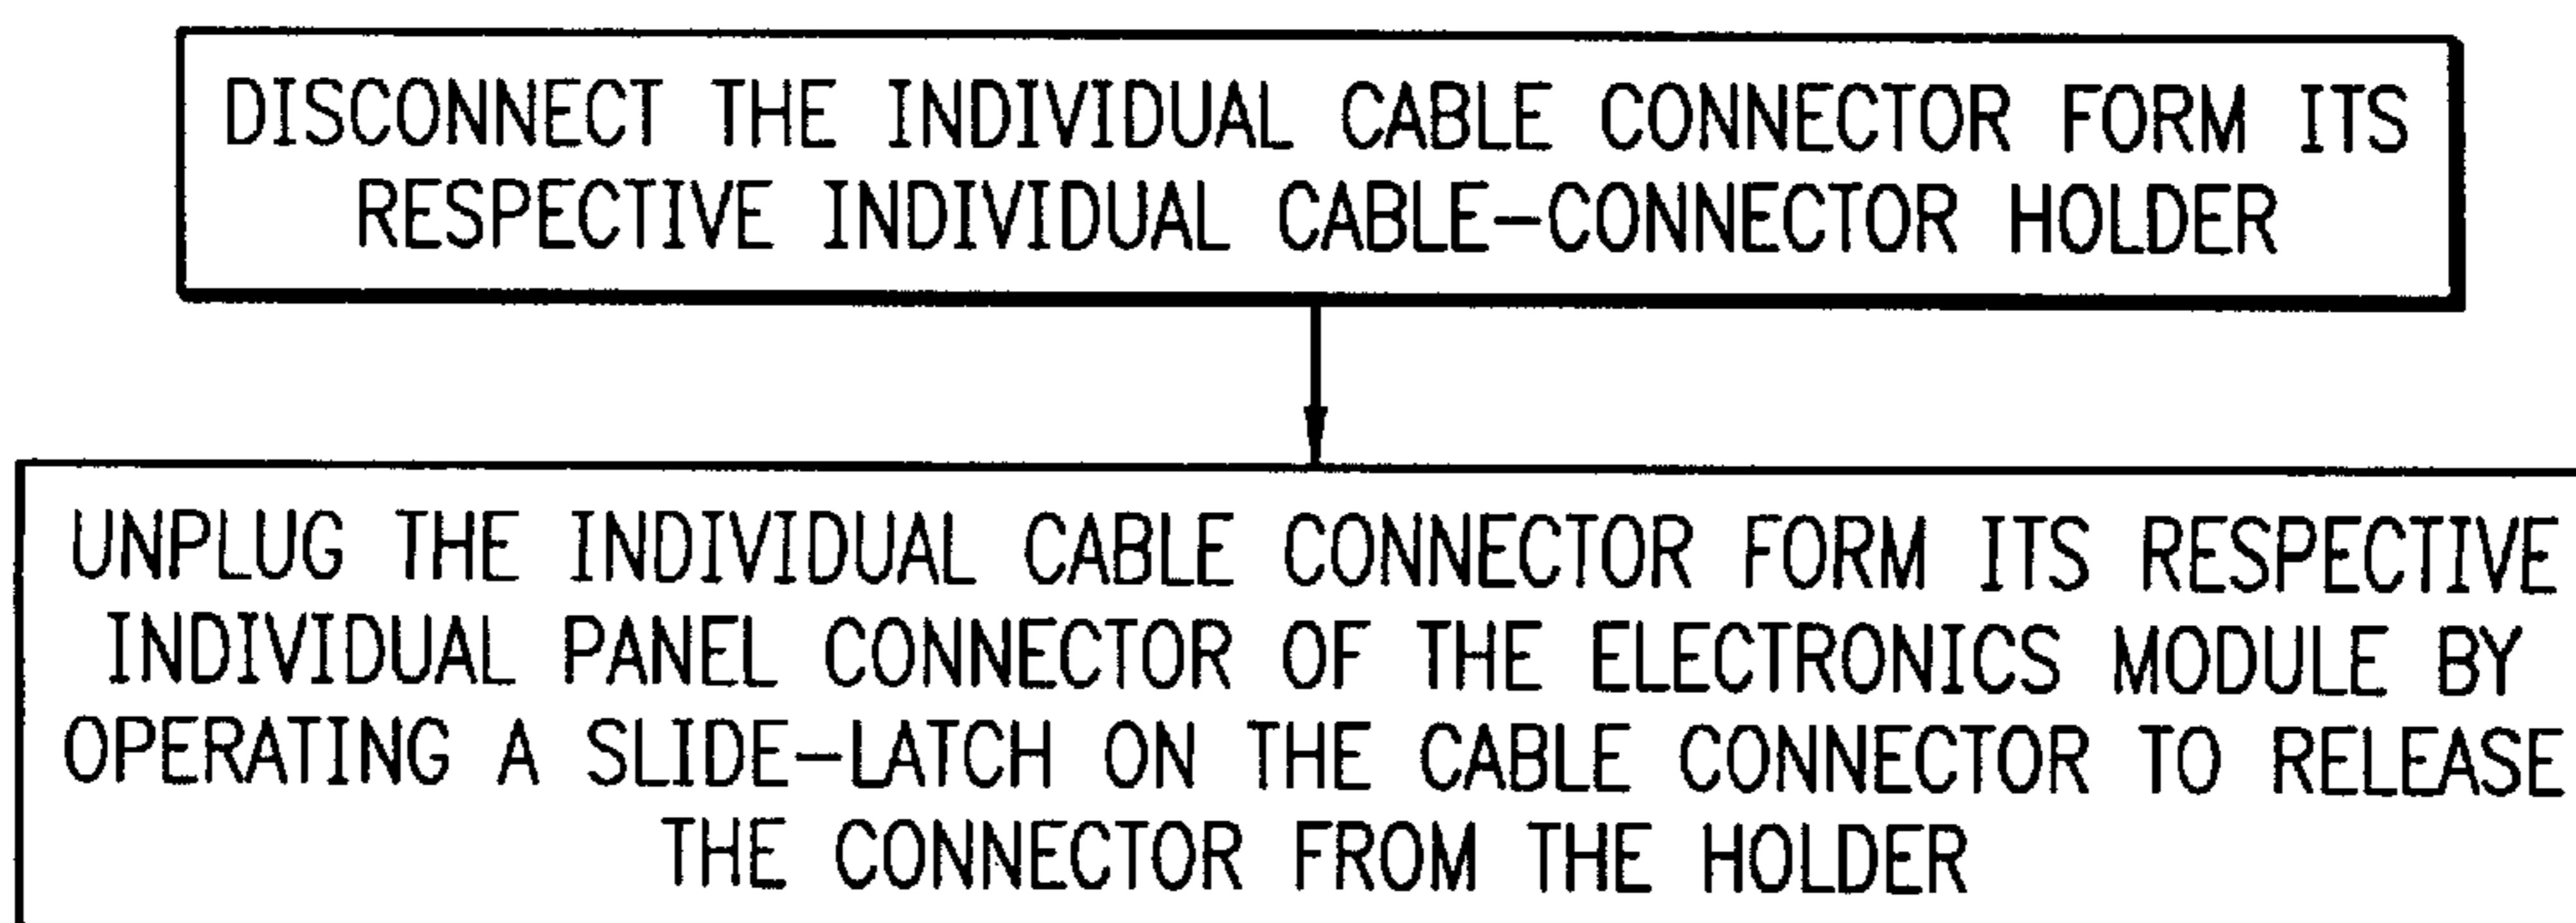 DISCONNECT THE INDIVIDUAL CABLE CONNECTOR FORM ITS
RESPECTIVE INDIVIDUAL CABLE-CONNECTOR HOLDER
UNPLUG THE INDIVIDUAL CABLE CONNECTOR FORM ITS RESPECTIVE
INDIVIDUAL PANEL CONNECTOR OF THE ELECTRONICS MODULE BY
OPERATING A SLIDE-LATCH ON THE CABLE CONNECTOR TO RELEASE
THE CONNECTOR FROM THE HOLDER